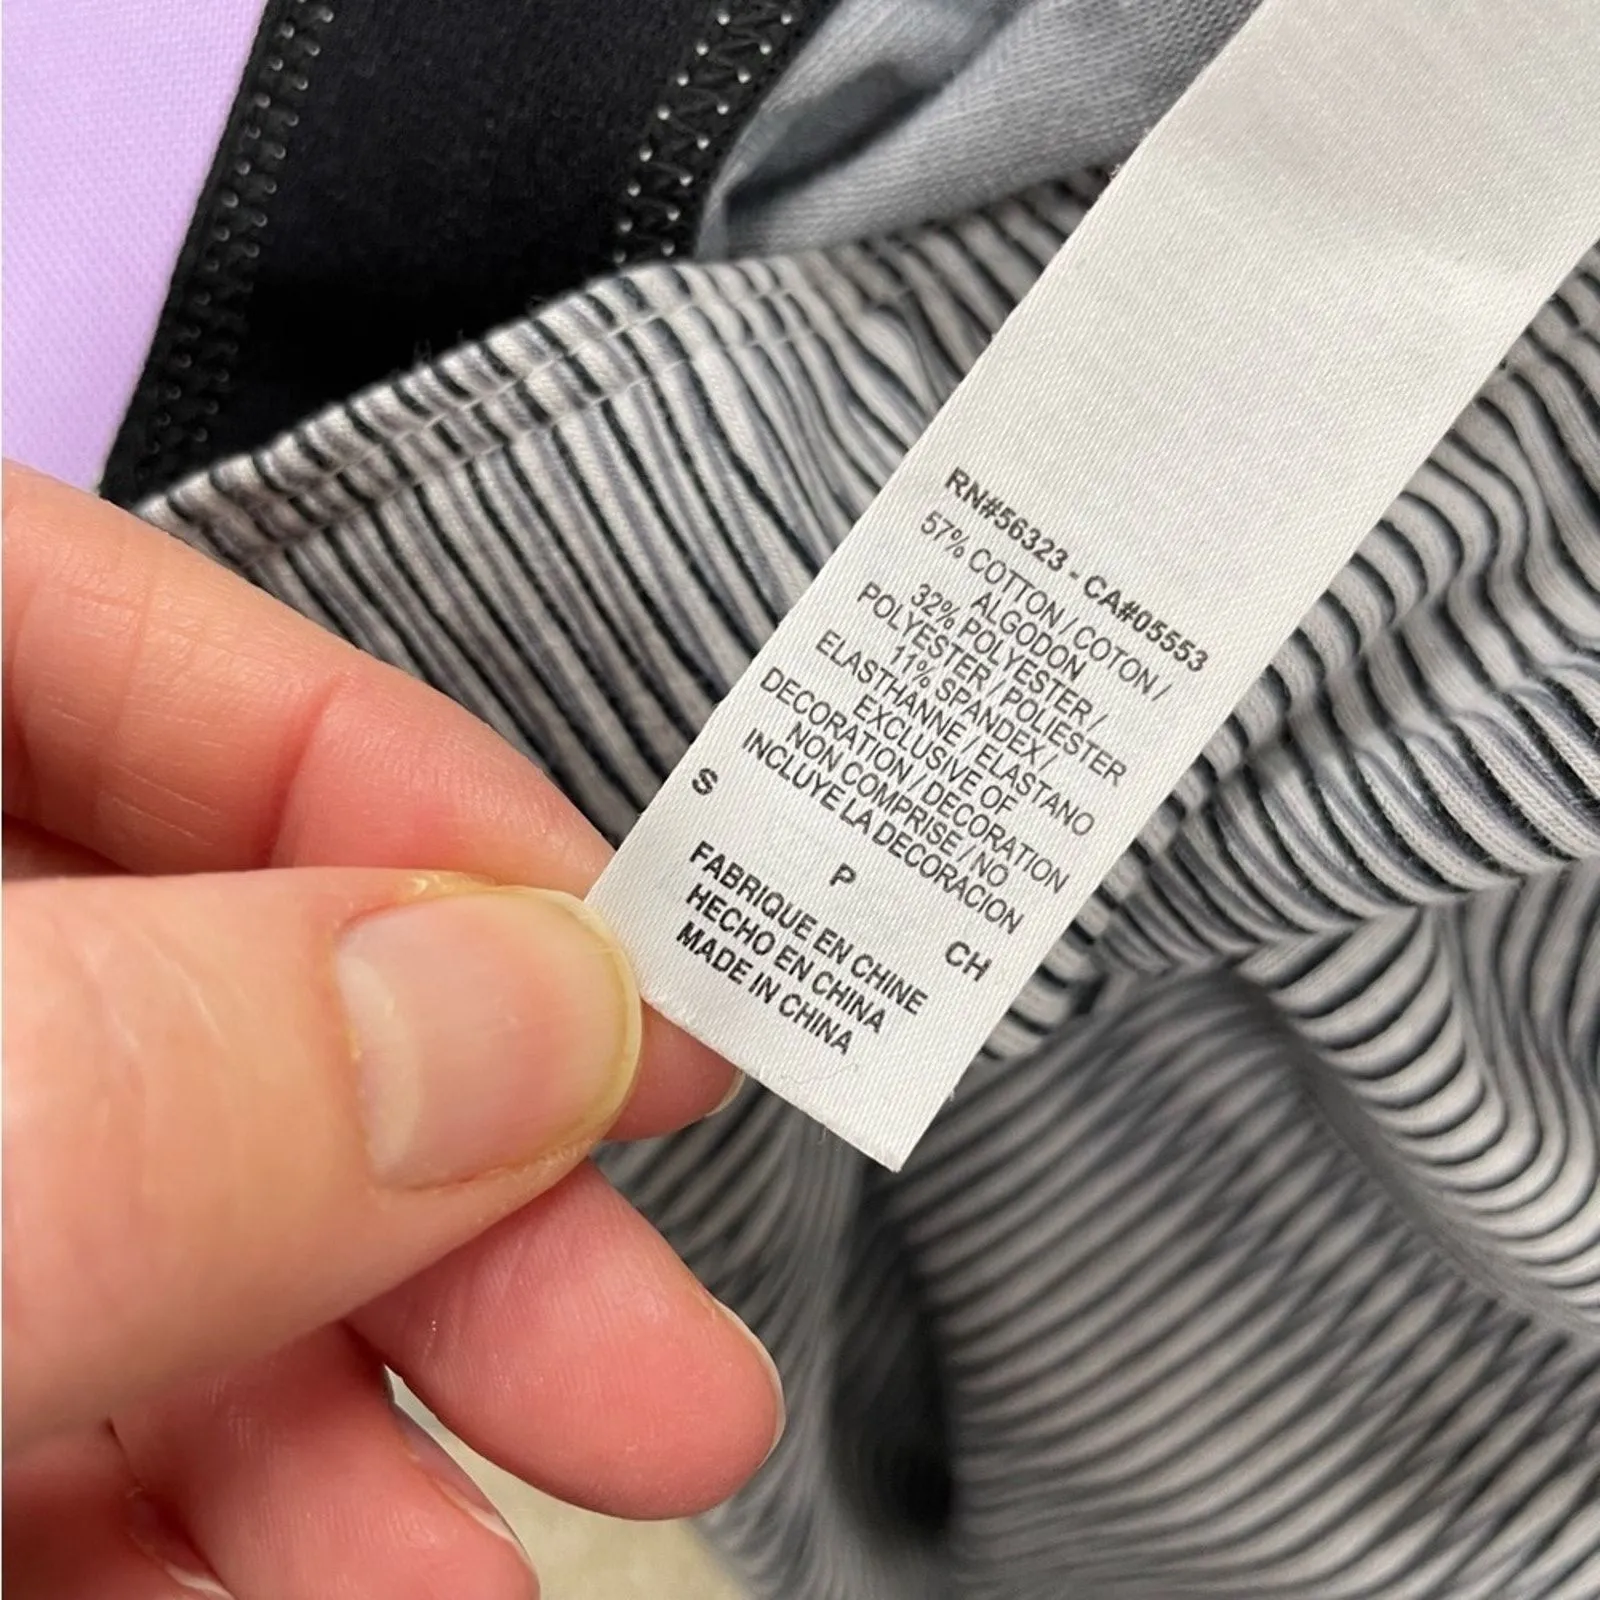 RN#56323 - CA#05553
57% COTTON / COTON /
ALGODON
32% POLYESTER /
POLYESTER / POLIESTER
11% SPANDEX /
ELASTHANNE / ELASTANO
EXCLUSIVE OF
DECORATION / DECORATION
NON COMPRISE / NO
INCLUYE LA DECORACION
S P CH
FABRIQUE EN CHINE
HECHO EN CHINA
MADE IN CHINA